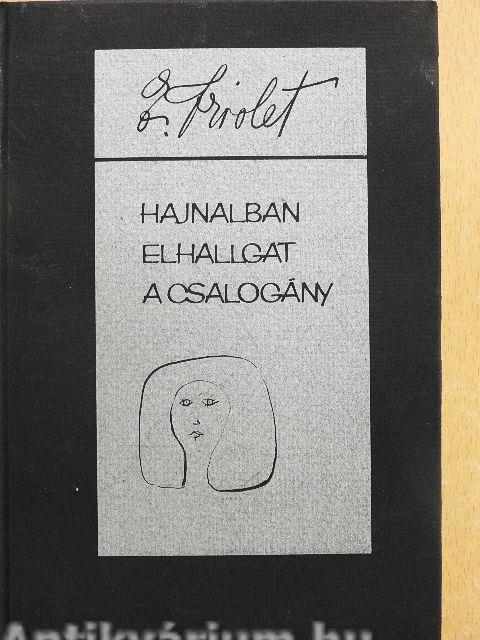 E. Triolet
HAJNALBAN
ELHALLGAT
A CSALOGÁNY
Antikvárium.hu